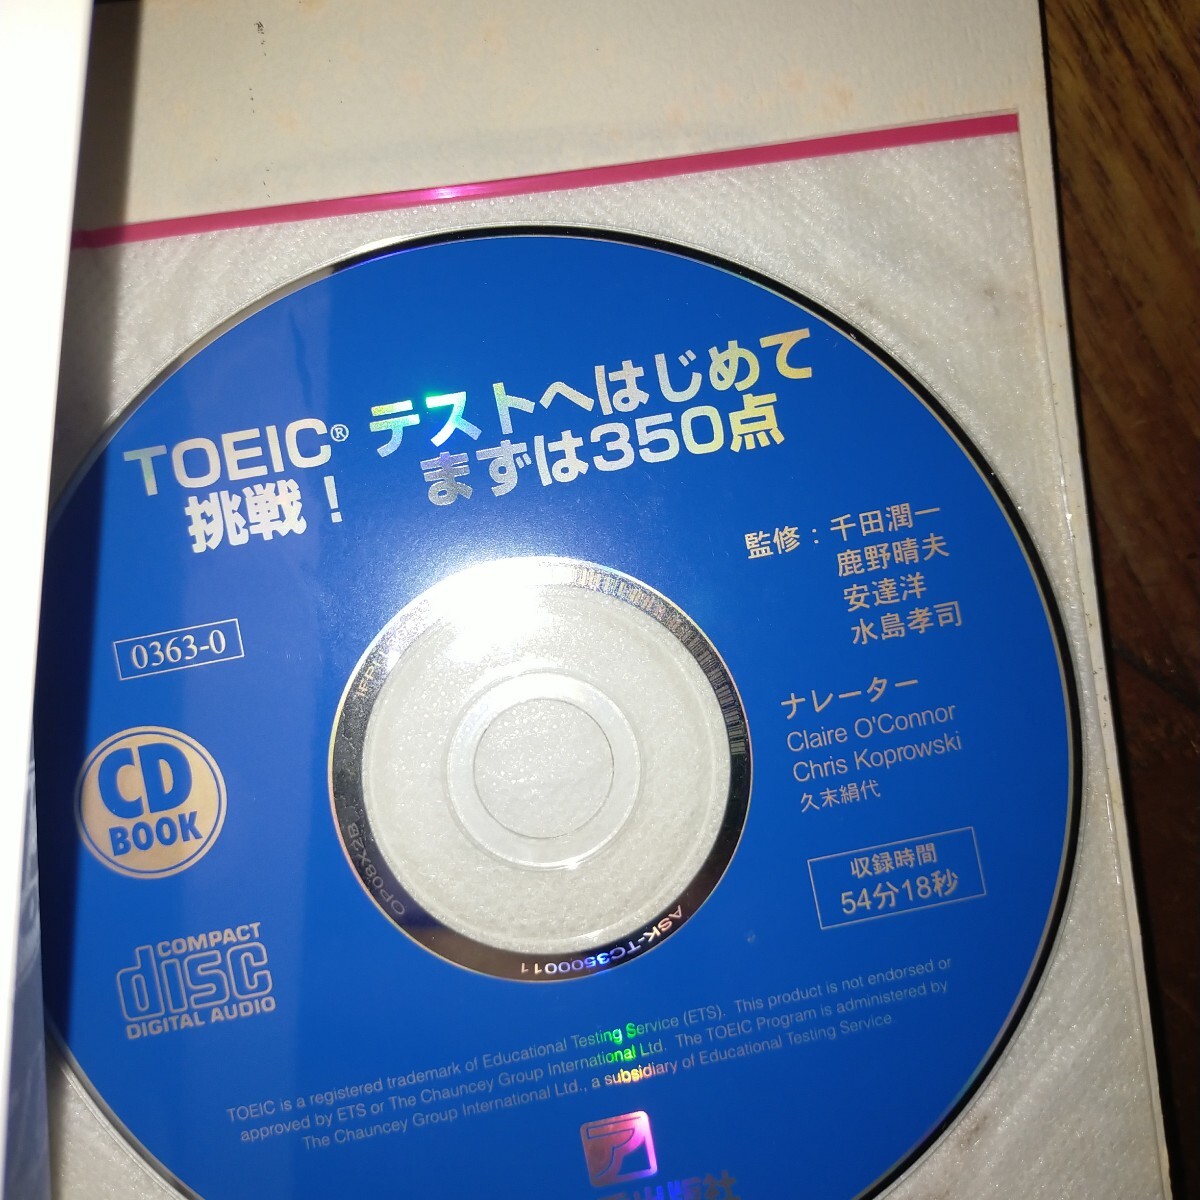 TOEIC® テストへはじめて
挑戦! まずは350点
監修:千田潤一
鹿野晴夫
安達洋
水島孝司
0363-0
ナレーター
Claire O'Connor
Chris Koprowski
久末絹代
CD
BOOK
収録時間
54分18秒
COMPACT
disc
DIGITAL AUDIO
ASK-TC3500011
TOEIC is a registered trademark of Educational Testing Service (ETS). This product is not endorsed or
approved by ETS or The Chauncey Group International Ltd. The TOEIC Program is administered by
The Chauncey Group International Ltd., a subsidiary of Educational Testing Service.
ア
出版社